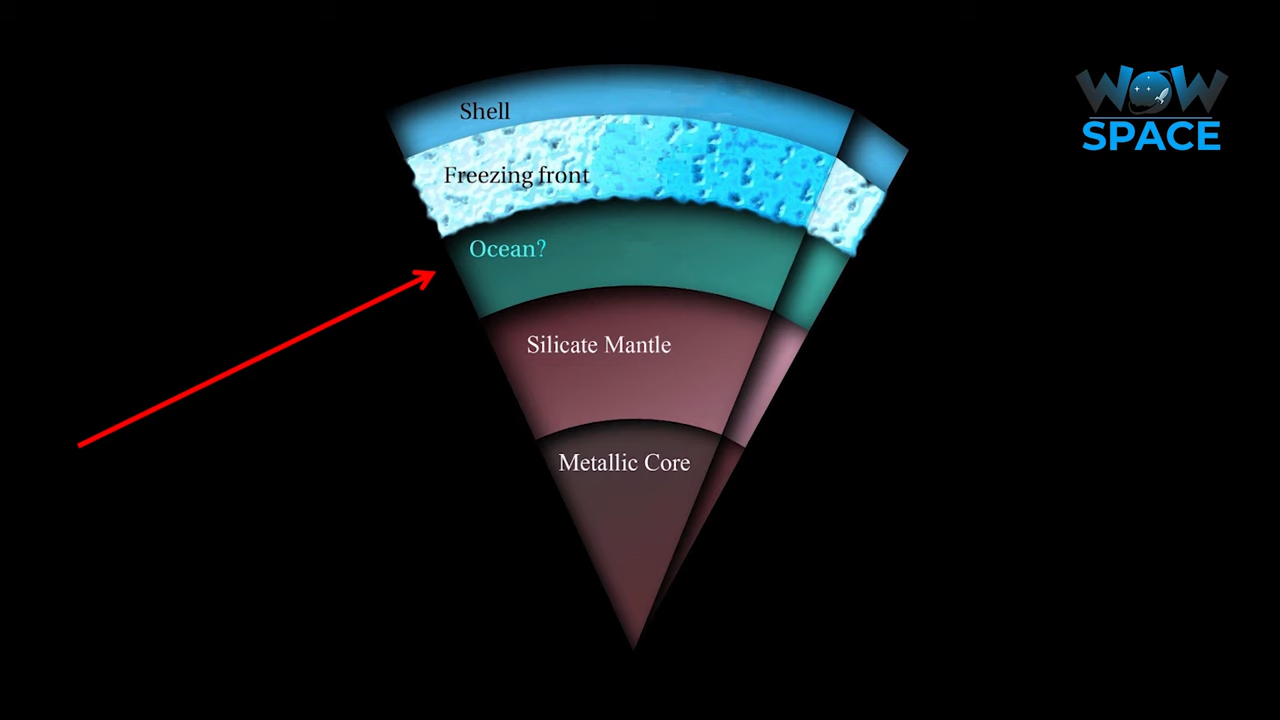 WOW
SPACE
Shell
Freezing front
Ocean?
Silicate Mantle
Metallic Core